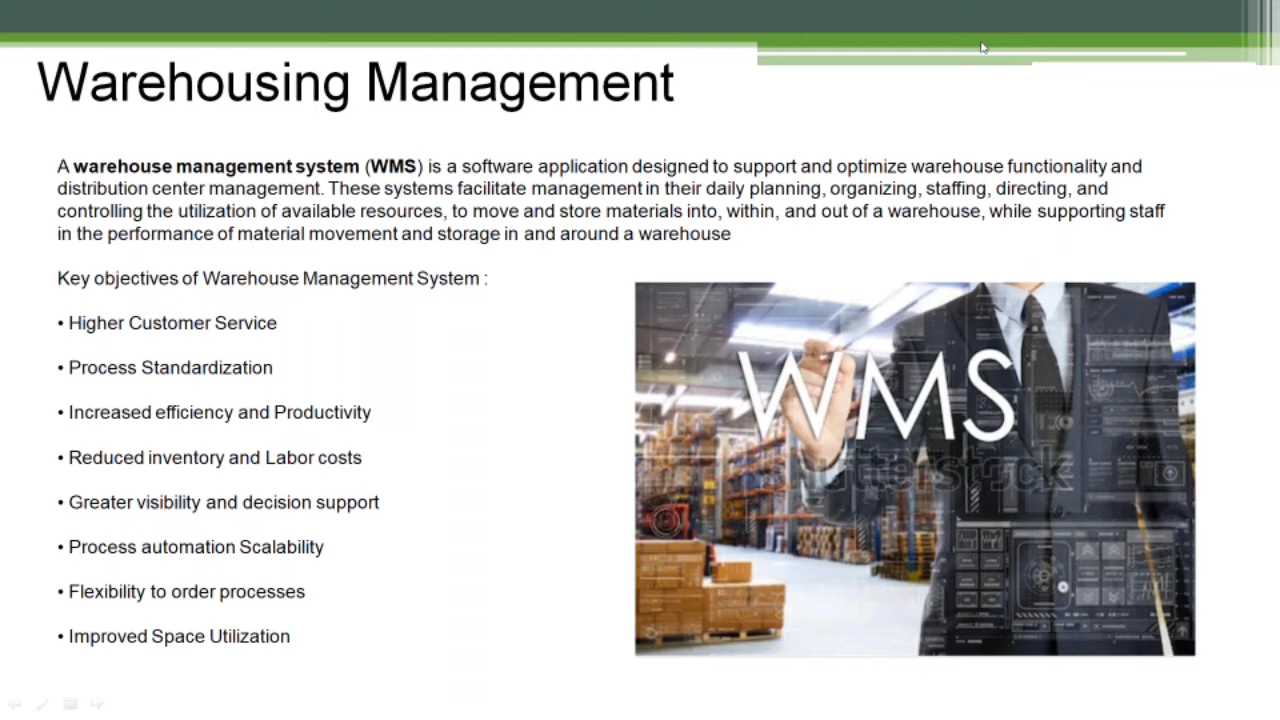 Warehousing Management
A warehouse management system (WMS) is a software application designed to support and optimize warehouse functionality and
distribution center management. These systems facilitate management in their daily planning, organizing, staffing, directing, and
controlling the utilization of available resources, to move and store materials into, within, and out of a warehouse, while supporting staff
in the performance of material movement and storage in and around a warehouse
Key objectives of Warehouse Management System :
• Higher Customer Service
• Process Standardization
• Increased efficiency and Productivity
• Reduced inventory and Labor costs
• Greater visibility and decision support
• Process automation Scalability
• Flexibility to order processes
• Improved Space Utilization
WMS
shutterstock